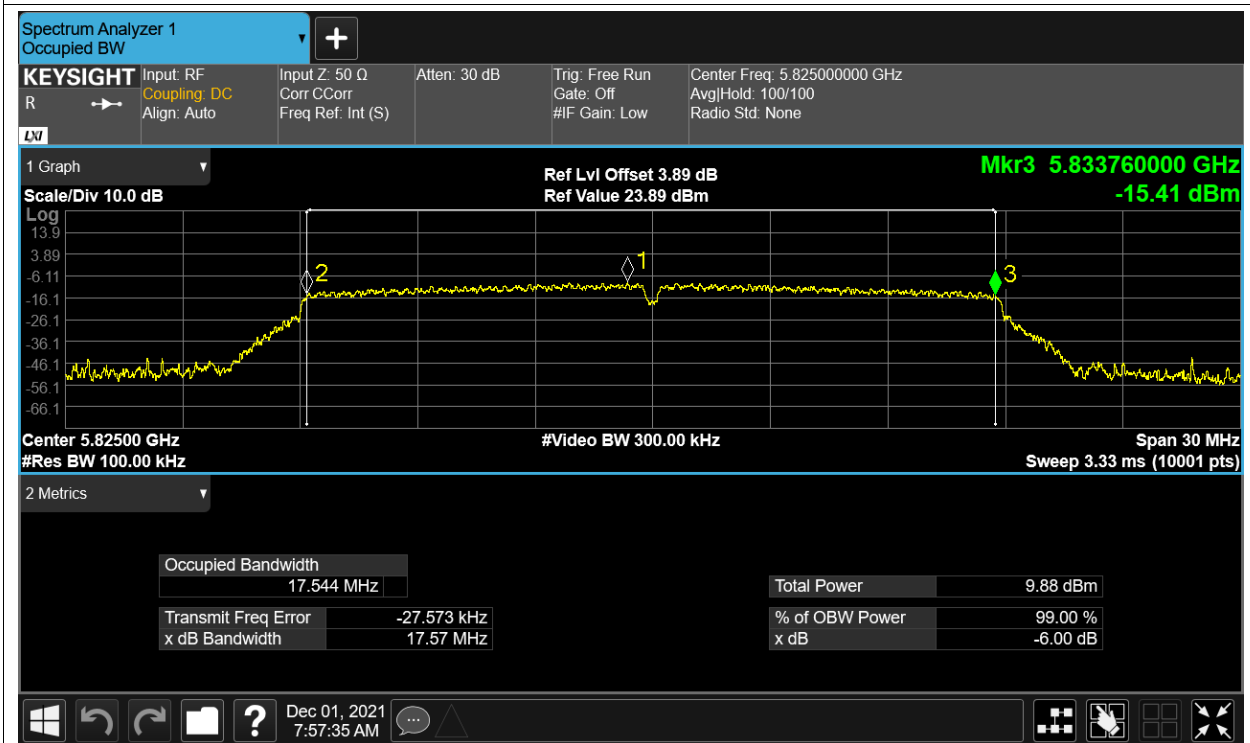 Spectrum Analyzer 1
Occupied BW
KEYSIGHT
R
LXI
Input: RF
Coupling: DC
Align: Auto
Input Z: 50 Ω
Corr CCorr
Freq Ref: Int (S)
Atten: 30 dB
Trig: Free Run
Gate: Off
#IF Gain: Low
Center Freq: 5.825000000 GHz
Avg|Hold: 100/100
Radio Std: None
1 Graph
Scale/Div 10.0 dB
Ref Lvl Offset 3.89 dB
Ref Value 23.89 dBm
Mkr3 5.833760000 GHz
-15.41 dBm
Log
13.9
3.89
-6.11
-16.1
-26.1
-36.1
-46.1
-56.1
-66.1
2
1
3
Center 5.82500 GHz
#Res BW 100.00 kHz
#Video BW 300.00 kHz
Span 30 MHz
Sweep 3.33 ms (10001 pts)
2 Metrics
Occupied Bandwidth
17.544 MHz
Transmit Freq Error -27.573 kHz
x dB Bandwidth 17.57 MHz
Total Power 9.88 dBm
% of OBW Power 99.00 %
x dB -6.00 dB
?
Dec 01, 2021
7:57:35 AM